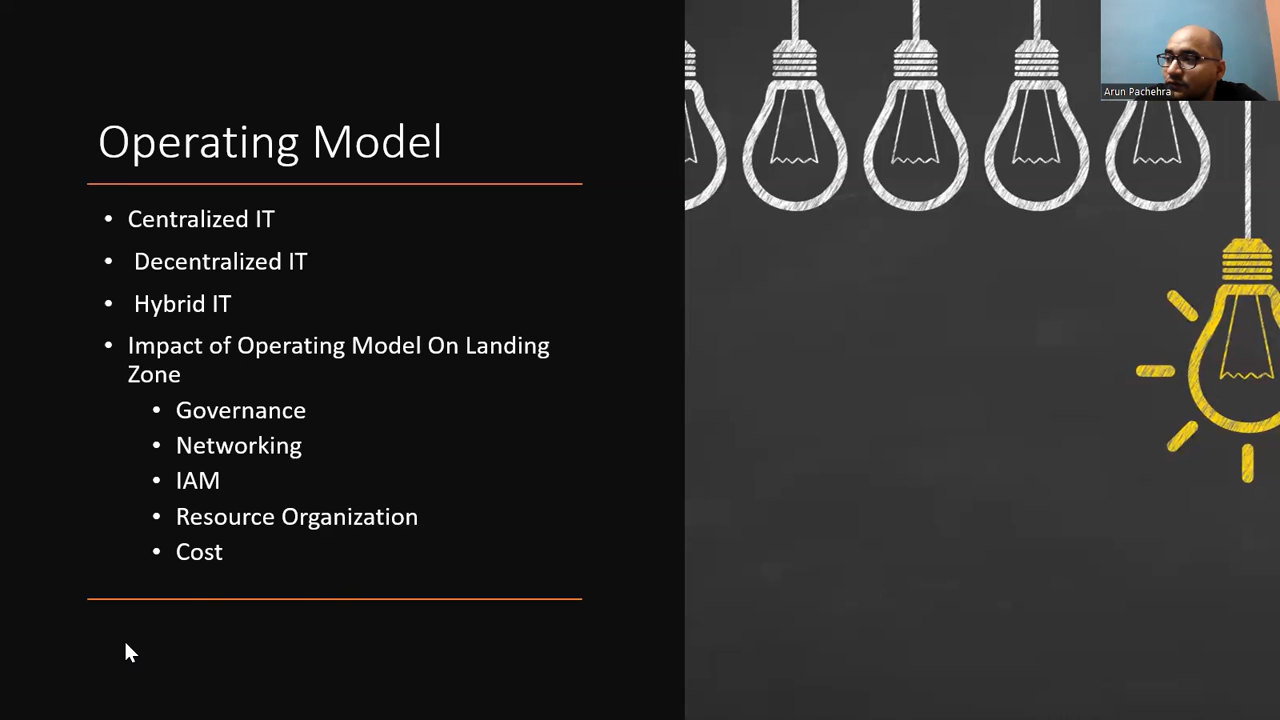 Operating Model
• Centralized IT
• Decentralized IT
• Hybrid IT
• Impact of Operating Model On Landing
Zone
• Governance
• Networking
• IAM
• Resource Organization
• Cost
Arun Pachehra